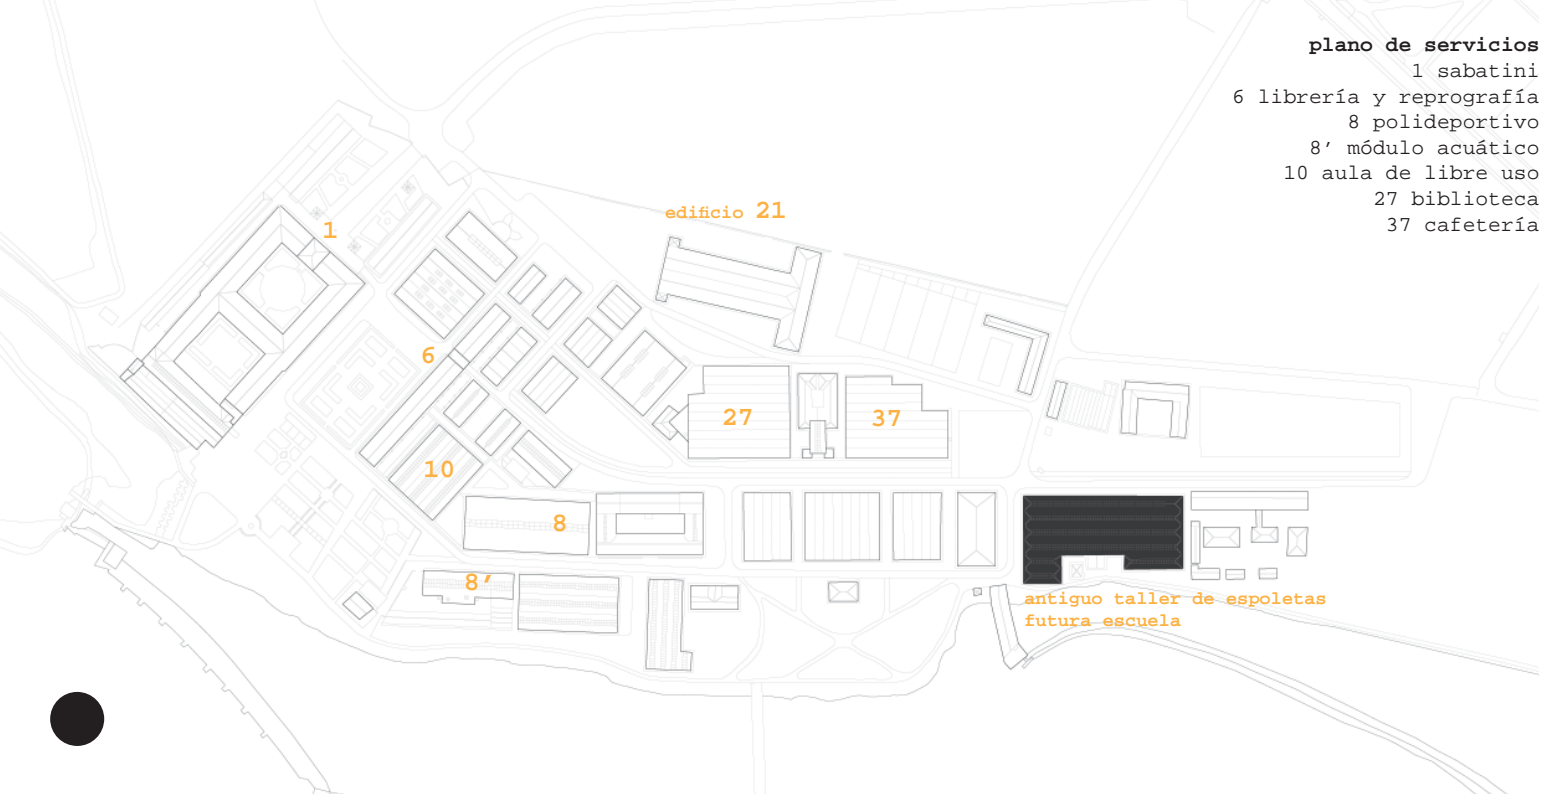 plano de servicios
1 sabatini
6 librería y reprografía
8 polideportivo
8′ módulo acuático
10 aula de libre uso
27 biblioteca
37 cafetería
edificio 21
1
6
27
37
10
8
8′
antiguo taller de espoletas
futura escuela